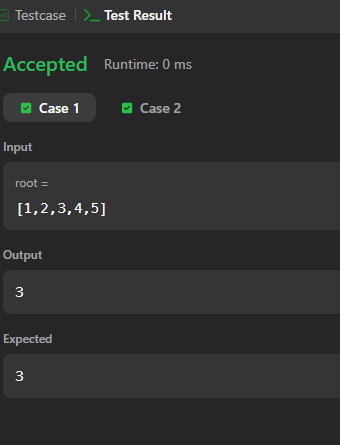 Testcase
Test Result
Accepted Runtime: 0 ms
Case 1 Case 2
Input
root =
[1,2,3,4,5]
Output
3
Expected
3